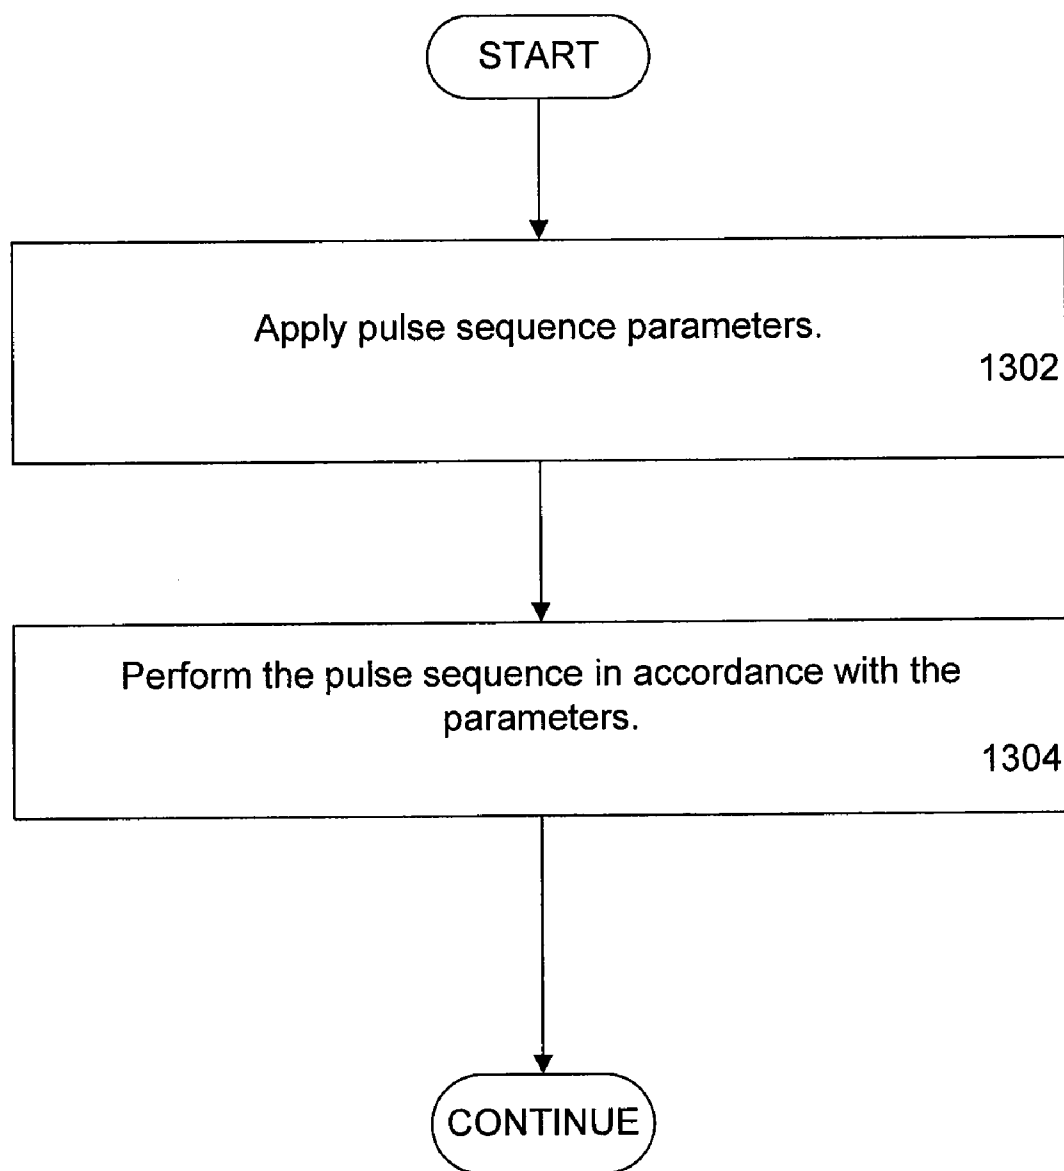 START
Apply pulse sequence parameters.
1302
Perform the pulse sequence in accordance with the
parameters.
1304
CONTINUE